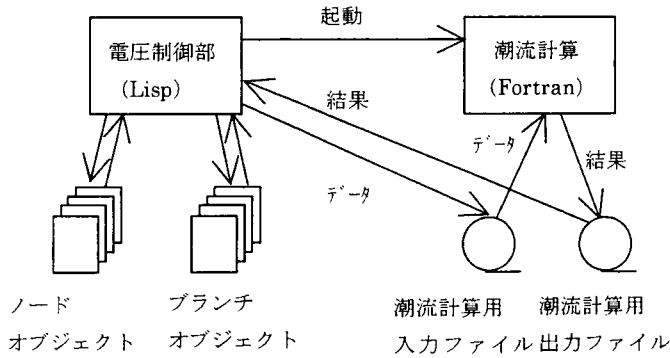 起動
電圧制御部
(Lisp)
潮流計算
(Fortran)
結果
データ
データ
結果
ノード
オブジェクト
ブランチ
オブジェクト
潮流計算用
入力ファイル
潮流計算用
出力ファイル